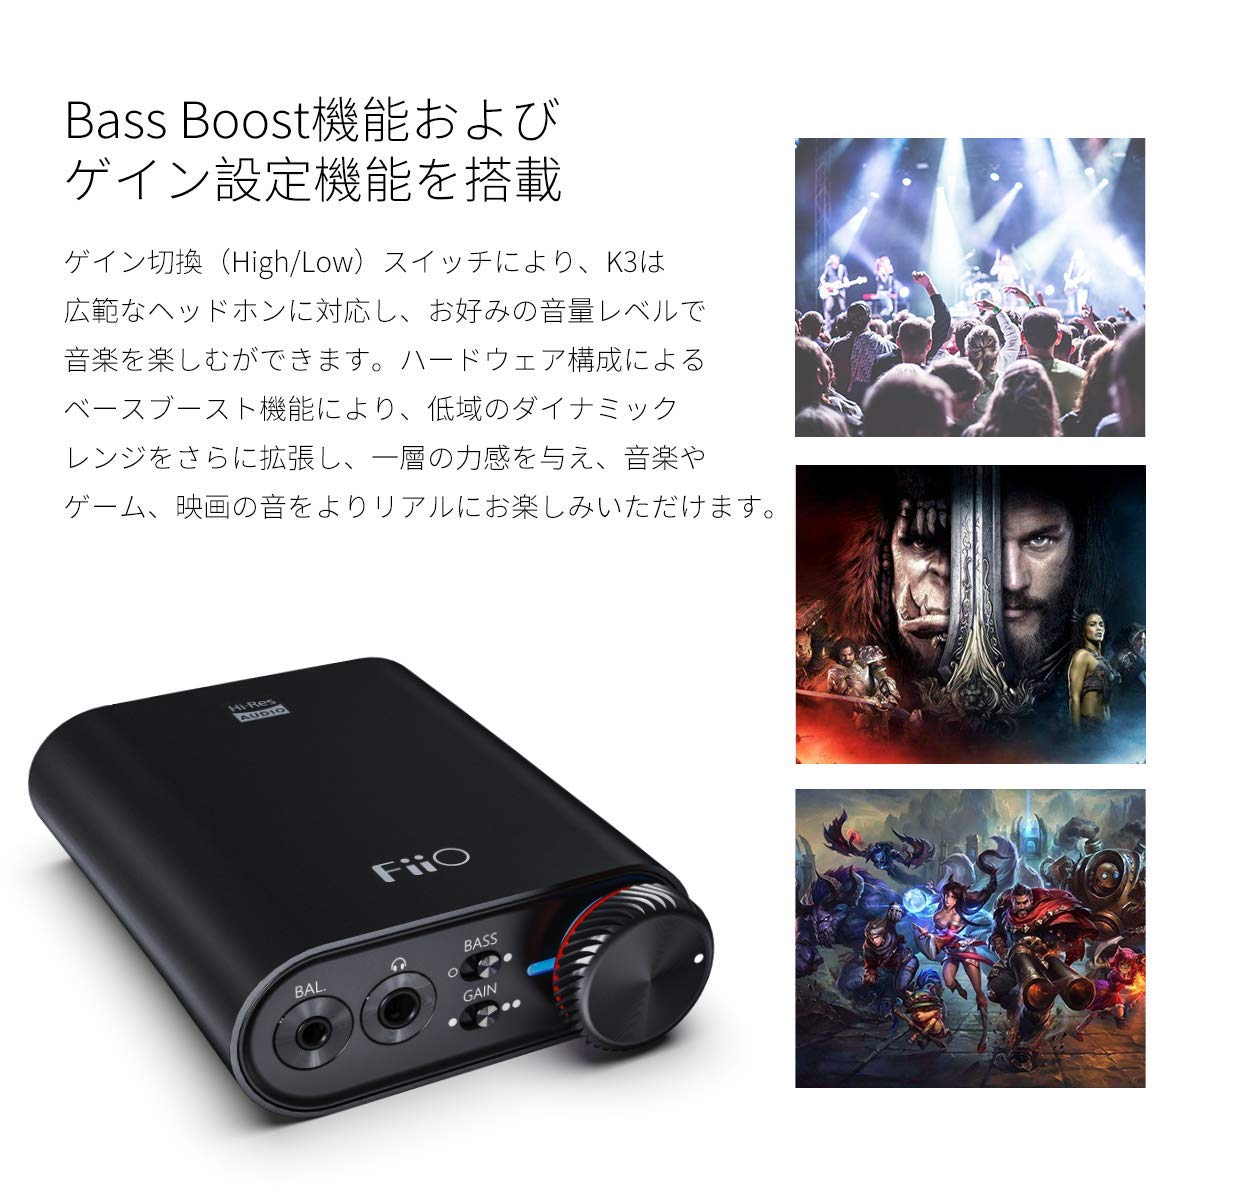 Bass Boost機能および
ゲイン設定機能を搭載
ゲイン切換（High/Low）スイッチにより、K3は
広範なヘッドホンに対応し、お好みの音量レベルで
音楽を楽しむができます。ハードウェア構成による
ベースブースト機能により、低域のダイナミック
レンジをさらに拡張し、一層の力感を与え、音楽や
ゲーム、映画の音をよりリアルにお楽しみいただけます。
Hi-Res
AUDIO
FiiO
BASS
BAL.
GAIN